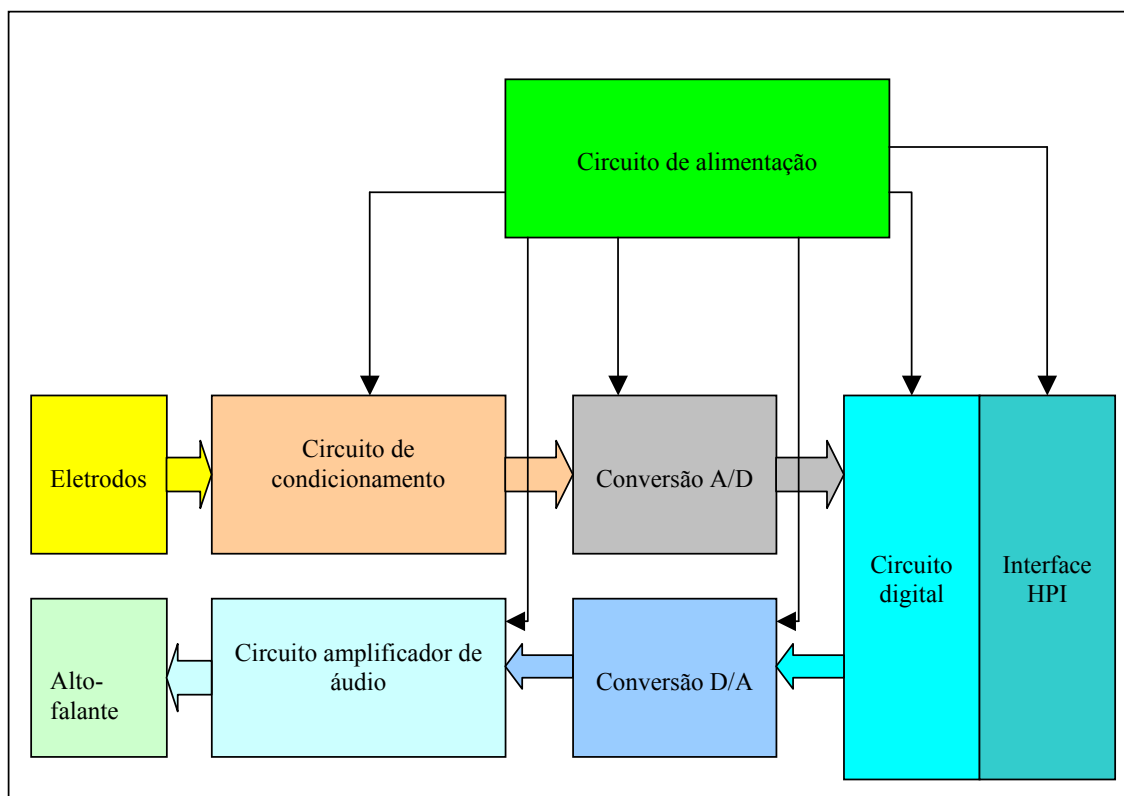 Circuito de alimentação
Eletrodos
Circuito de
condicionamento
Conversão A/D
Circuito
digital
Interface
HPI
Alto-
falante
Circuito amplificador de
áudio
Conversão D/A